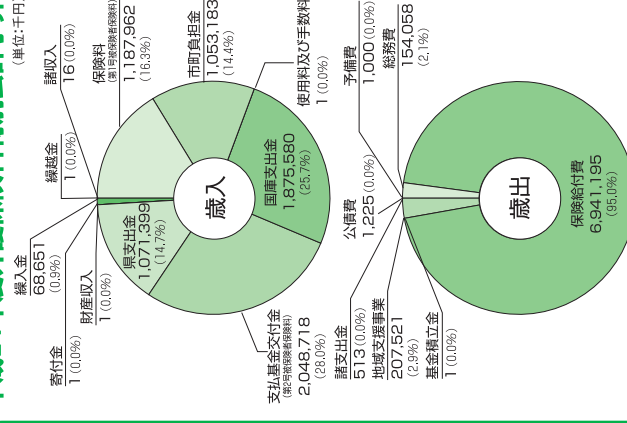 (単位:千円)
諸収入
16(0.0%)
保険料
(第1号被保険者保険料)
1,187,962
(16.3%)
市町負担金
1,053,183
(14.4%)
使用料及び手数料
1(0.0%)
繰越金
1(0.0%)
国庫支出金
1,875,580
(25.7%)
歳入
県支出金
1,071,399
(14.7%)
繰入金
68,651
(0.9%)
財産収入
1(0.0%)
寄付金
1(0.0%)
支払基金交付金
(第2号被保険者保険料)
2,048,718
(28.0%)
予備費
1,000(0.0%)
総務費
154,058
(2.1%)
公債費
1,225(0.0%)
歳出
保険給付費
6,941,195
(95.0%)
諸支出金
513(0.0%)
地域支援事業
207,521
(2.9%)
基金積立金
1(0.0%)